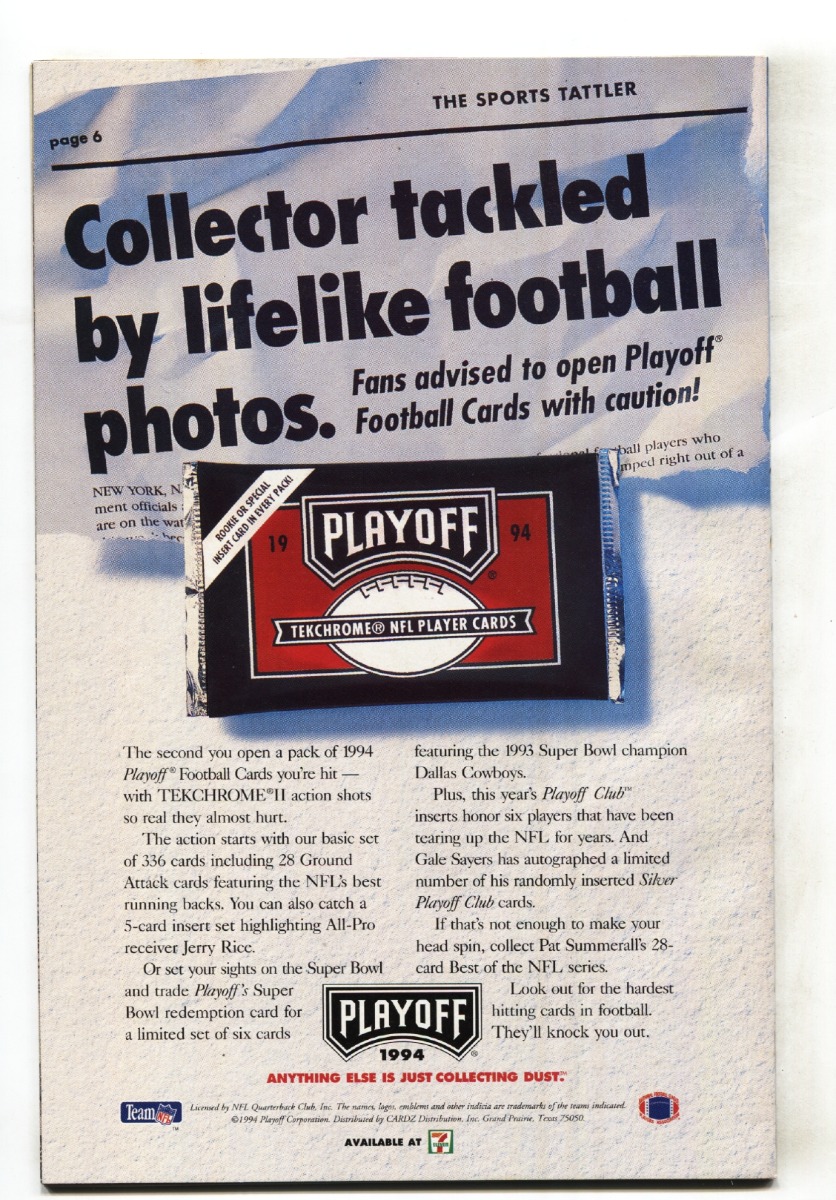 THE SPORTS TATTLER
page 6
Collector tackled
by lifelike football
photos.
Fans advised to open Playoff®
Football Cards with caution!
NEW YORK, N
ment officials
are on the wat
ball players who
mped right out of a
ROOKIE OR SPECIAL
INSERT CARD IN EVERY PACK!
19 PLAYOFF 94
®
TEKCHROME® NFL PLAYER CARDS
The second you open a pack of 1994
Playoff® Football Cards you're hit —
with TEKCHROME®II action shots
so real they almost hurt.
The action starts with our basic set
of 336 cards including 28 Ground
Attack cards featuring the NFL's best
running backs. You can also catch a
5-card insert set highlighting All-Pro
receiver Jerry Rice.
Or set your sights on the Super Bowl
and trade Playoff's Super
Bowl redemption card for
a limited set of six cards
featuring the 1993 Super Bowl champion
Dallas Cowboys.
Plus, this year's Playoff Club™
inserts honor six players that have been
tearing up the NFL for years. And
Gale Sayers has autographed a limited
number of his randomly inserted Silver
Playoff Club cards.
If that's not enough to make your
head spin, collect Pat Summerall's 28-
card Best of the NFL series.
Look out for the hardest
hitting cards in football.
They'll knock you out.
PLAYOFF
1994 ®
ANYTHING ELSE IS JUST COLLECTING DUST.™
Team NFL ™
Licensed by NFL Quarterback Club, Inc. The names, logos, emblems and other indicia are trademarks of the teams indicated.
©1994 Playoff Corporation. Distributed by CARDZ Distribution, Inc. Grand Prairie, Texas 75050.
AVAILABLE AT 7 ELEVEN